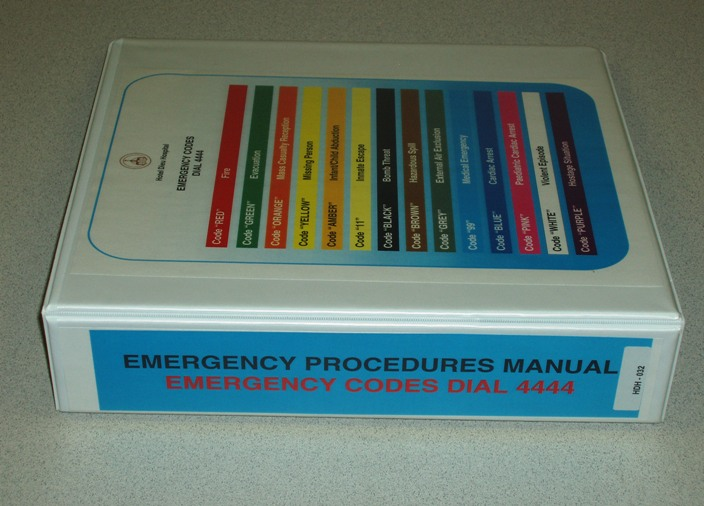 Hotel Dieu Hospital
EMERGENCY CODES
DIAL 4444
Code "RED" Fire
Code "GREEN" Evacuation
Code "ORANGE" Mass Casualty Reception
Code "YELLOW" Missing Person
Code "AMBER" Infant/Child Abduction
Code "11" Inmate Escape
Code "BLACK" Bomb Threat
Code "BROWN" Hazardous Spill
Code "GREY" External Air Exclusion
Code "99" Medical Emergency
Code "BLUE" Cardiac Arrest
Code "PINK" Paediatric Cardiac Arrest
Code "WHITE" Violent Episode
Code "PURPLE" Hostage Situation
EMERGENCY PROCEDURES MANUAL
EMERGENCY CODES DIAL 4444
HDH - 032